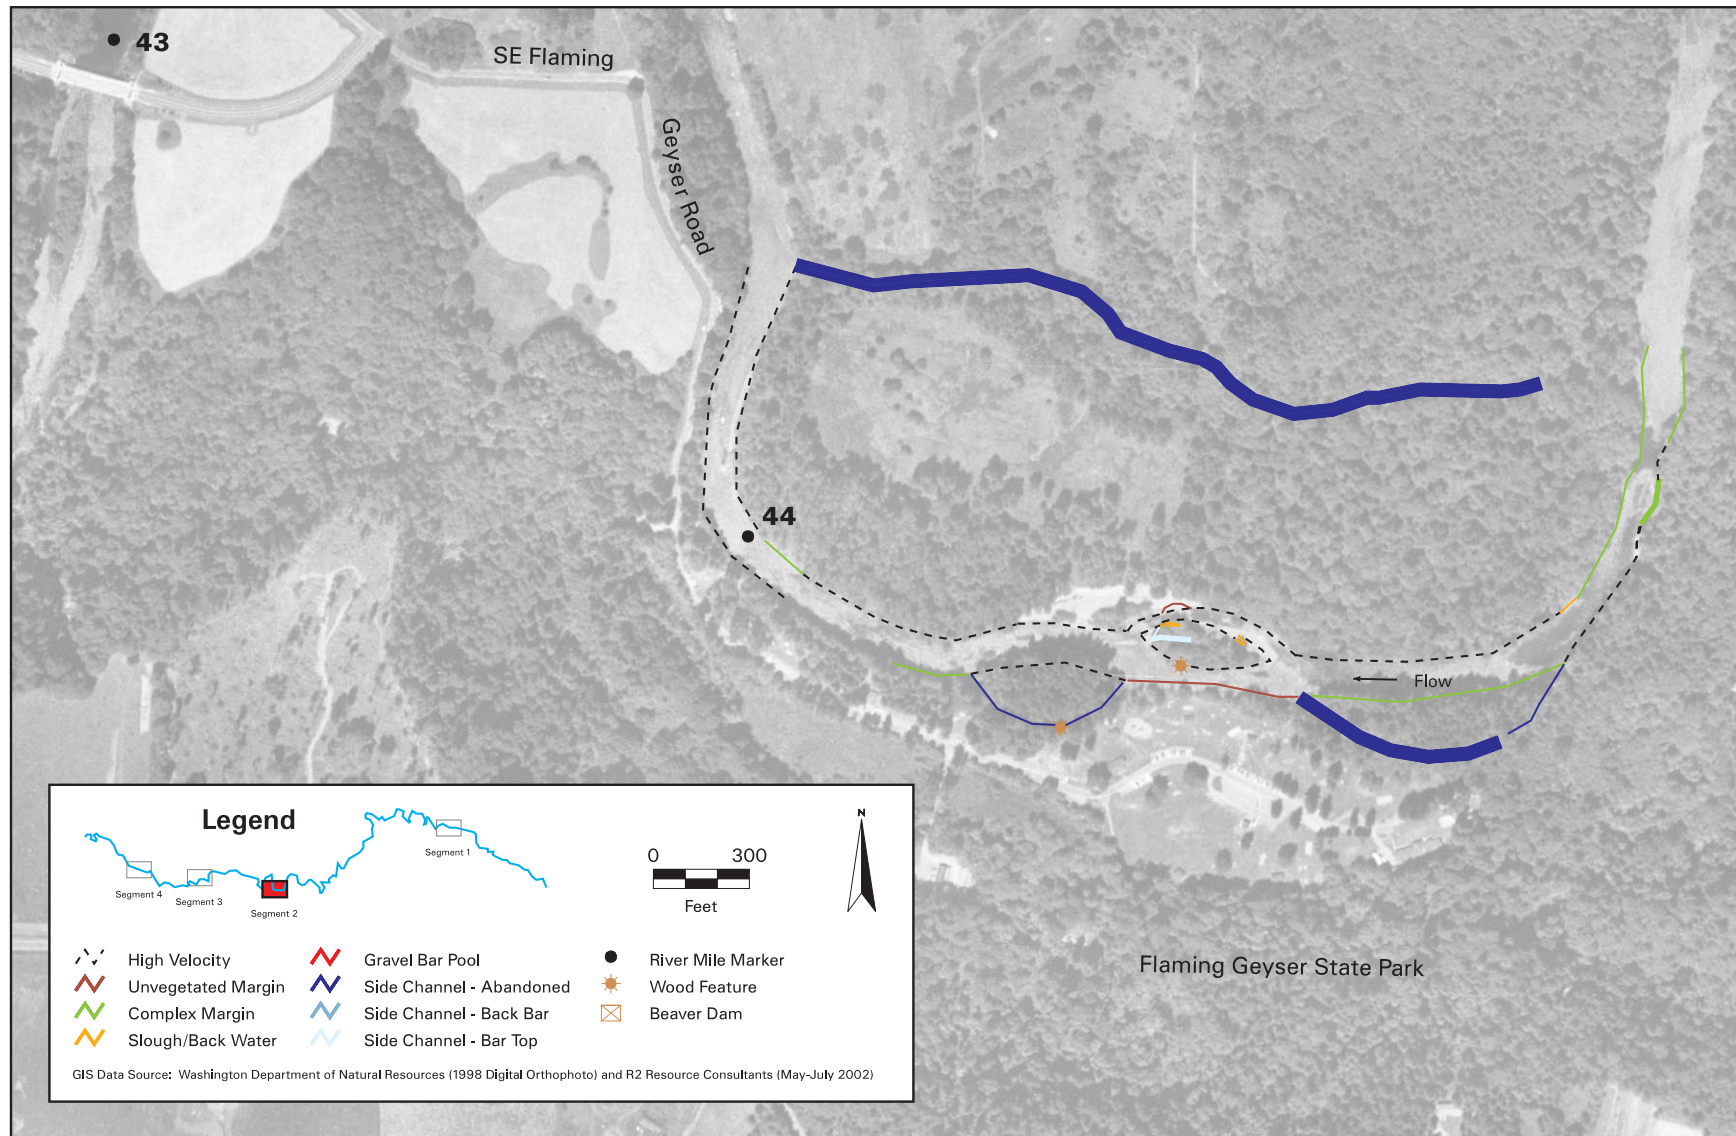 43
SE Flaming
Geyser Road
44
Flow
Flaming Geyser State Park
Legend
Segment 1
Segment 4
Segment 3
Segment 2
0 300
Feet
N
High Velocity
Unvegetated Margin
Complex Margin
Slough/Back Water
Gravel Bar Pool
Side Channel - Abandoned
Side Channel - Back Bar
Side Channel - Bar Top
River Mile Marker
Wood Feature
Beaver Dam
GIS Data Source: Washington Department of Natural Resources (1998 Digital Orthophoto) and R2 Resource Consultants (May-July 2002)